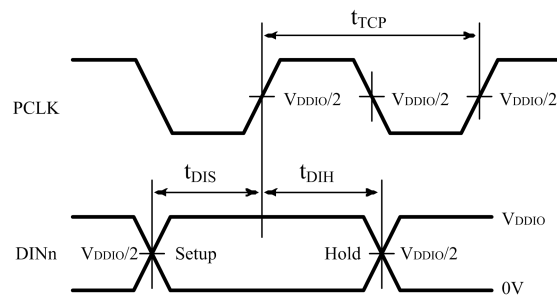 tTCP
PCLK
VDDIO/2 VDDIO/2 VDDIO/2
tDIS tDIH
VDDIO
DINn VDDIO/2 Setup Hold VDDIO/2
0V